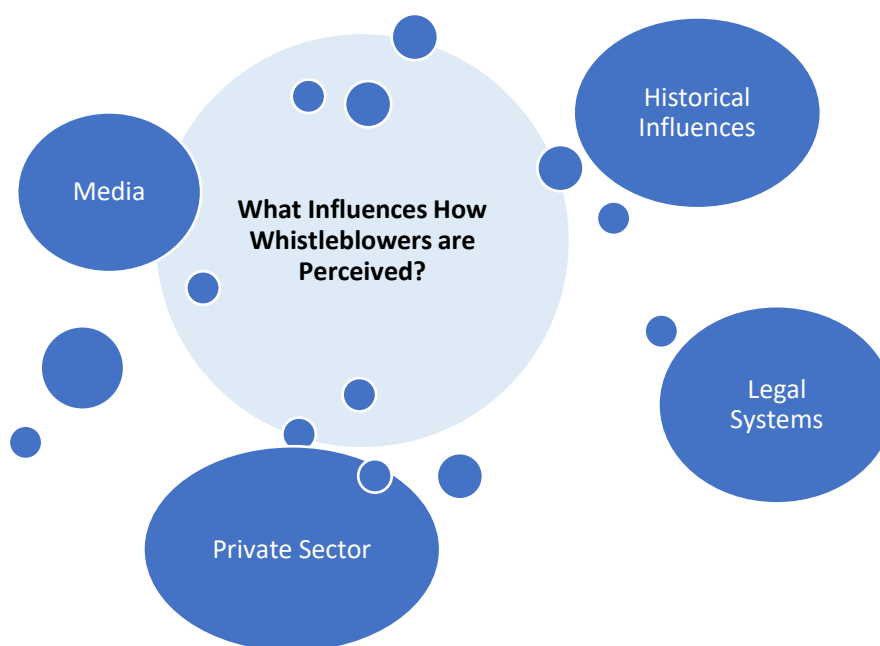 What Influences How
Whistleblowers are
Perceived?
Media
Historical
Influences
Legal
Systems
Private Sector